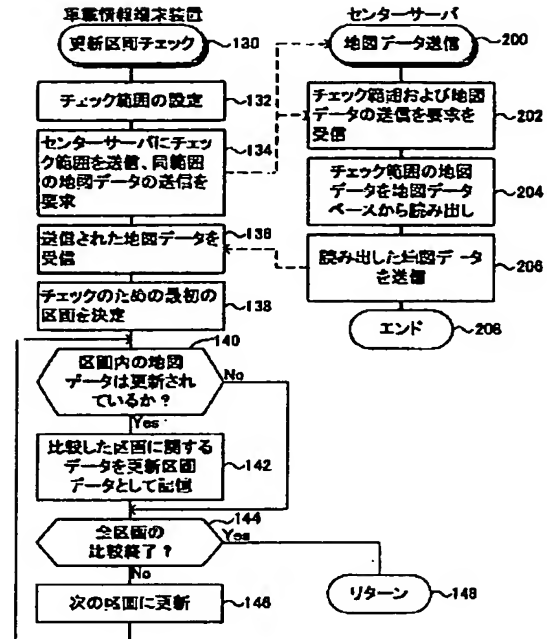 車載情報端末装置
更新区画チェック
130
チェック範囲の設定
132
センターサーバにチェッ
ク範囲を送信、同範囲
の地図データの送信を
要求
134
送信された地図データを
受信
136
チェックのための最初の
区画を決定
138
140
区画内の地図
データは更新され
ているか?
No
Yes
比較した区画に関する
データを更新区画
データとして記憶
142
144
全区画の
比較終了?
Yes
No
次の区画に更新
146
リターン
148
センターサーバ
地図データ送信
200
チェック範囲および地図
データの送信を要求を
受信
202
チェック範囲の地図
データを地図データ
ベースから読み出し
204
読み出した地図データ
を送信
206
エンド
208